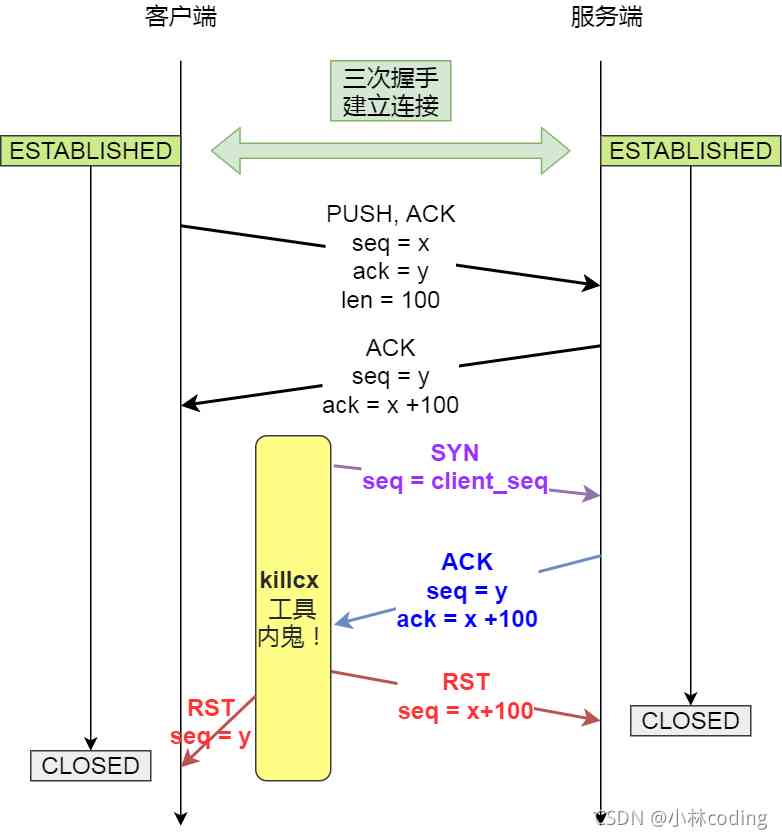 客户端
服务端
三次握手
建立连接
ESTABLISHED
ESTABLISHED
PUSH, ACK
seq = x
ack = y
len = 100
ACK
seq = y
ack = x +100
SYN
seq = client_seq
ACK
seq = y
ack = x +100
killcx
工具
内鬼！
RST
seq = x+100
RST
seq = y
CLOSED
CLOSED
CSDN @小林coding